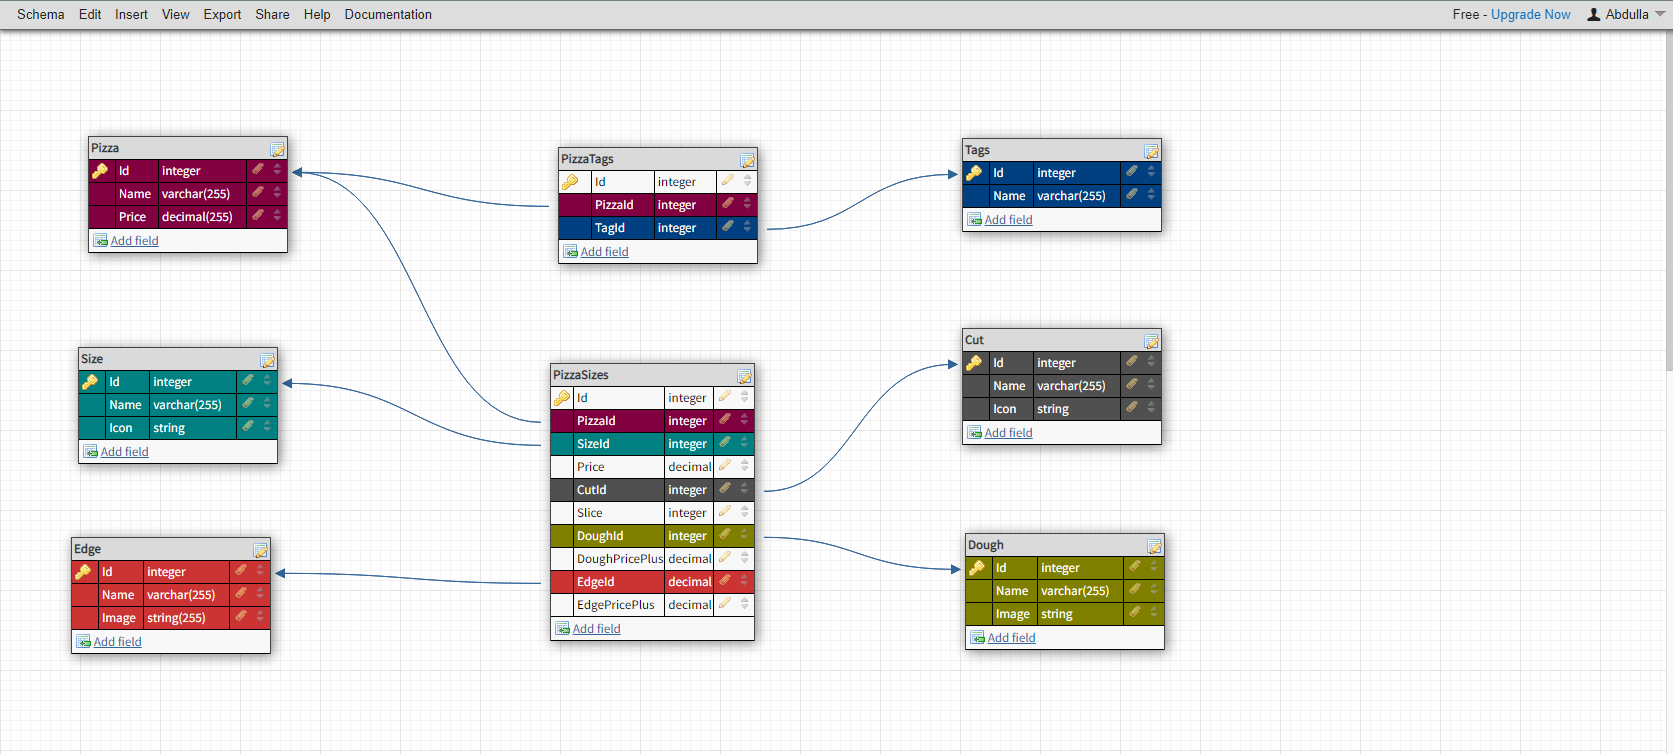 Schema Edit Insert View Export Share Help Documentation Free - Upgrade Now Abdulla
Pizza
Id integer
Name varchar(255)
Price decimal(255)
Add field
PizzaTags
Id integer
PizzaId integer
TagId integer
Add field
Tags
Id integer
Name varchar(255)
Add field
Size
Id integer
Name varchar(255)
Icon string
Add field
PizzaSizes
Id integer
PizzaId integer
SizeId integer
Price decimal
CutId integer
Slice integer
DoughId integer
DoughPricePlus decimal
EdgeId decimal
EdgePricePlus decimal
Add field
Cut
Id integer
Name varchar(255)
Icon string
Add field
Edge
Id integer
Name varchar(255)
Image string(255)
Add field
Dough
Id integer
Name varchar(255)
Image string
Add field